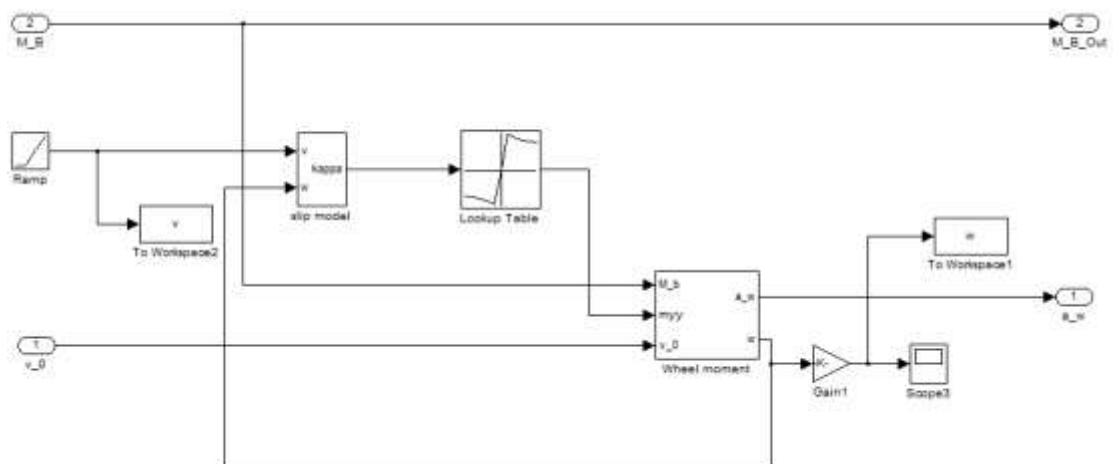 2
M_B
2
M_B_Out
Ramp
v
w
kappa
slip model
Lookup Table
v
To Workspace2
w
To Workspace1
M_b
myy
v_0
A_w
w
Wheel moment
1
a_w
1
v_0
-K-
Gain1
Scope3